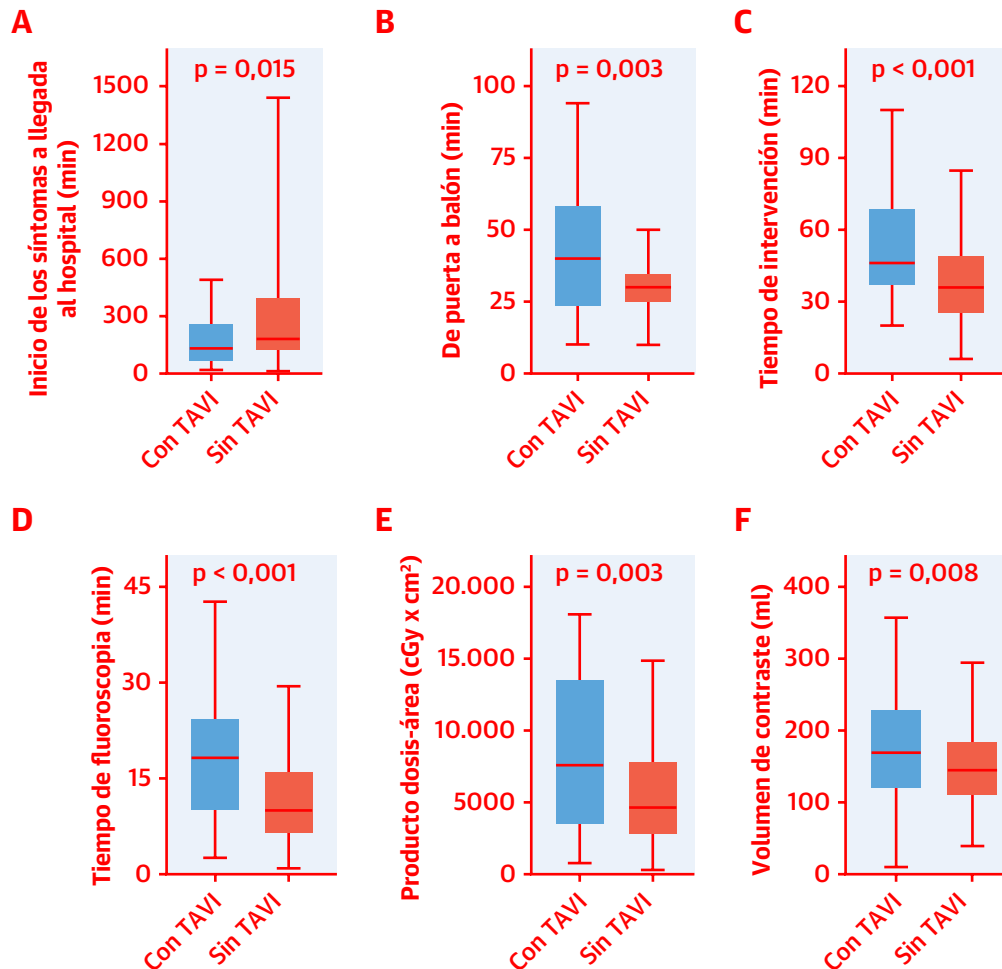 A
Inicio de los síntomas a llegada
al hospital (min)
p = 0,015
1500
1200
900
600
300
0
Con TAVI
Sin TAVI
B
De puerta a balón (min)
p = 0,003
100
75
50
25
0
Con TAVI
Sin TAVI
C
Tiempo de intervención (min)
p < 0,001
120
90
60
30
0
Con TAVI
Sin TAVI
D
Tiempo de fluoroscopia (min)
p < 0,001
45
30
15
0
Con TAVI
Sin TAVI
E
Producto dosis-área (cGy x cm²)
p = 0,003
20.000
15.000
10.000
5000
0
Con TAVI
Sin TAVI
F
Volumen de contraste (ml)
p = 0,008
400
300
200
100
0
Con TAVI
Sin TAVI